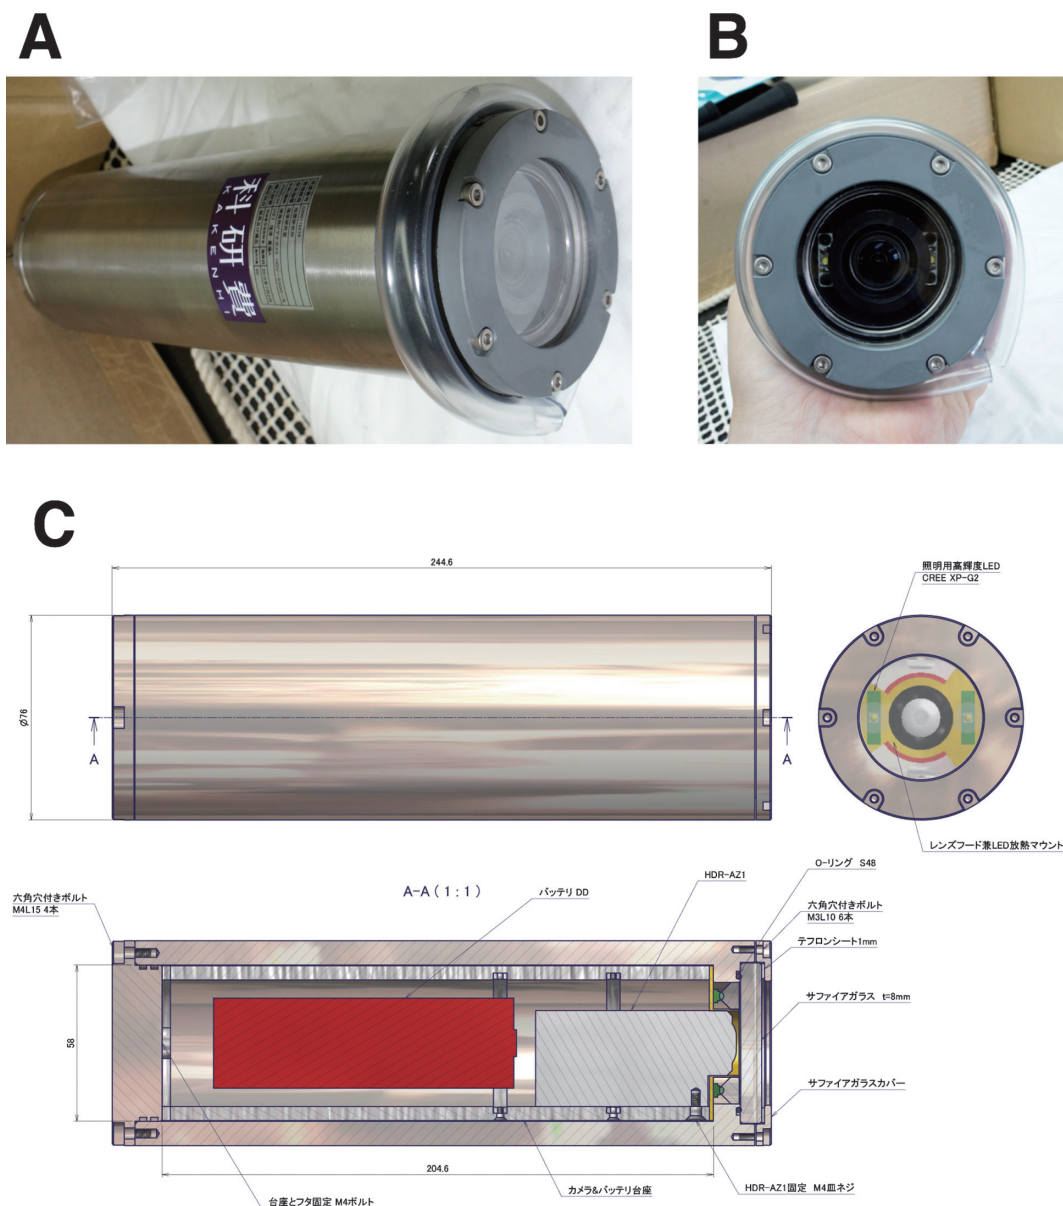 A
B
科研費
KAKENHI
C
244.6
照明用高輝度LED
CREE XP-G2
Ø76
A
A
レンズフード兼LED放熱マウント
O-リング S48
A-A ( 1 : 1 )
バッテリ DD
HDR-AZ1
六角穴付きボルト
M4L15 4本
六角穴付きボルト
M3L10 6本
テフロンシート1mm
サファイアガラス t=8mm
58
サファイアガラスカバー
204.6
カメラ&バッテリ台座
HDR-AZ1固定 M4皿ネジ
台座とフタ固定 M4ボルト